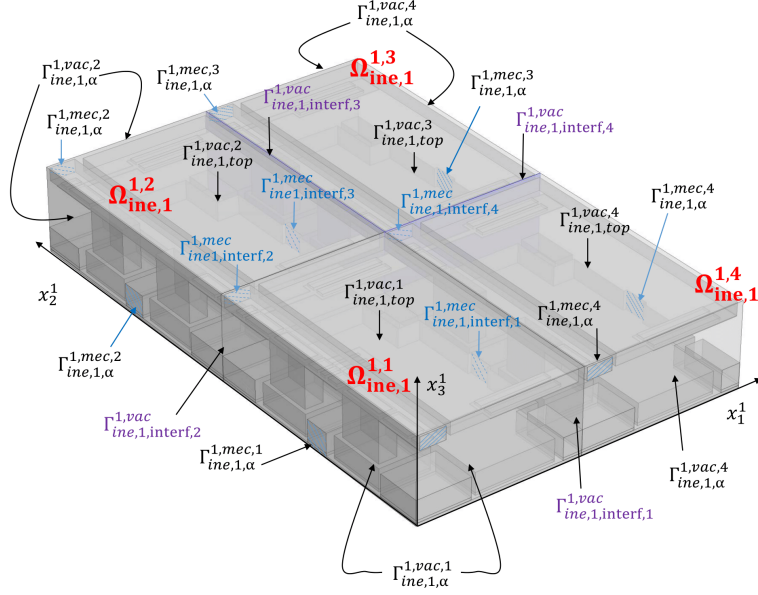 Γ^{1,vac,4}_{ine,1,α}
Γ^{1,vac,2}_{ine,1,α}
Γ^{1,mec,3}_{ine,1,α}
Ω^{1,3}_{ine,1}
Γ^{1,mec,3}_{ine,1,α}
Γ^{1,vac}_{ine,1,interf,3}
Γ^{1,mec,2}_{ine,1,α}
Γ^{1,vac,3}_{ine,1,top}
Γ^{1,vac}_{ine,1,interf,4}
Γ^{1,vac,2}_{ine,1,top}
Γ^{1,mec}_{ine1,interf,3}
Ω^{1,2}_{ine,1}
Γ^{1,mec}_{ine,1,interf,4}
Γ^{1,mec,4}_{ine,1,α}
Γ^{1,vac,4}_{ine,1,top}
Γ^{1,mec}_{ine1,interf,2}
x^1_2
Γ^{1,vac,1}_{ine,1,top}
Ω^{1,4}_{ine,1}
Γ^{1,mec}_{ine,1,interf,1}
Γ^{1,mec,4}_{ine,1,α}
Γ^{1,mec,2}_{ine,1,α}
Ω^{1,1}_{ine,1}
x^1_3
x^1_1
Γ^{1,vac}_{ine,1,interf,2}
Γ^{1,mec,1}_{ine,1,α}
Γ^{1,vac,4}_{ine,1,α}
Γ^{1,vac}_{ine,1,interf,1}
Γ^{1,vac,1}_{ine,1,α}